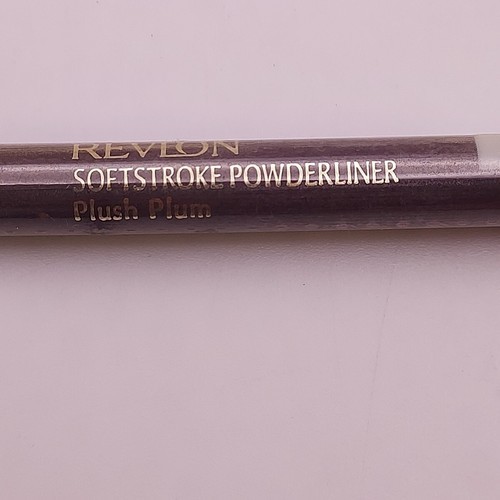 REVLON
SOFTSTROKE POWDERLINER
Plush Plum